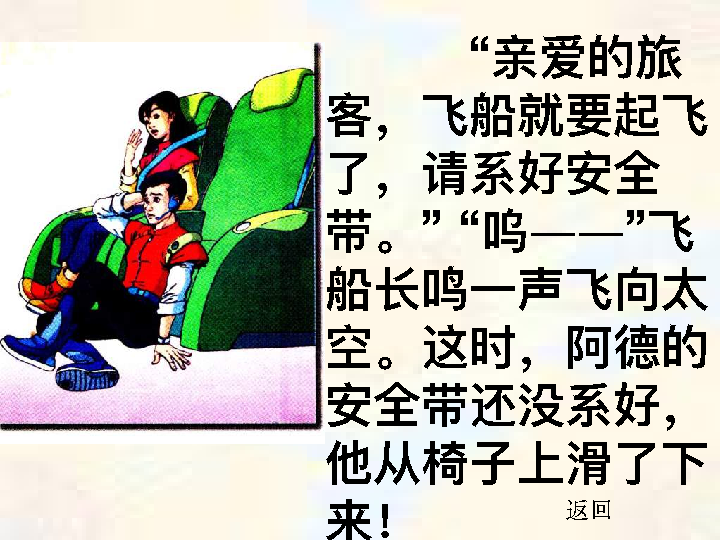 “亲爱的旅
客，飞船就要起飞
了，请系好安全
带。” “呜——”飞
船长鸣一声飞向太
空。这时，阿德的
安全带还没系好，
他从椅子上滑了下
来！
返回